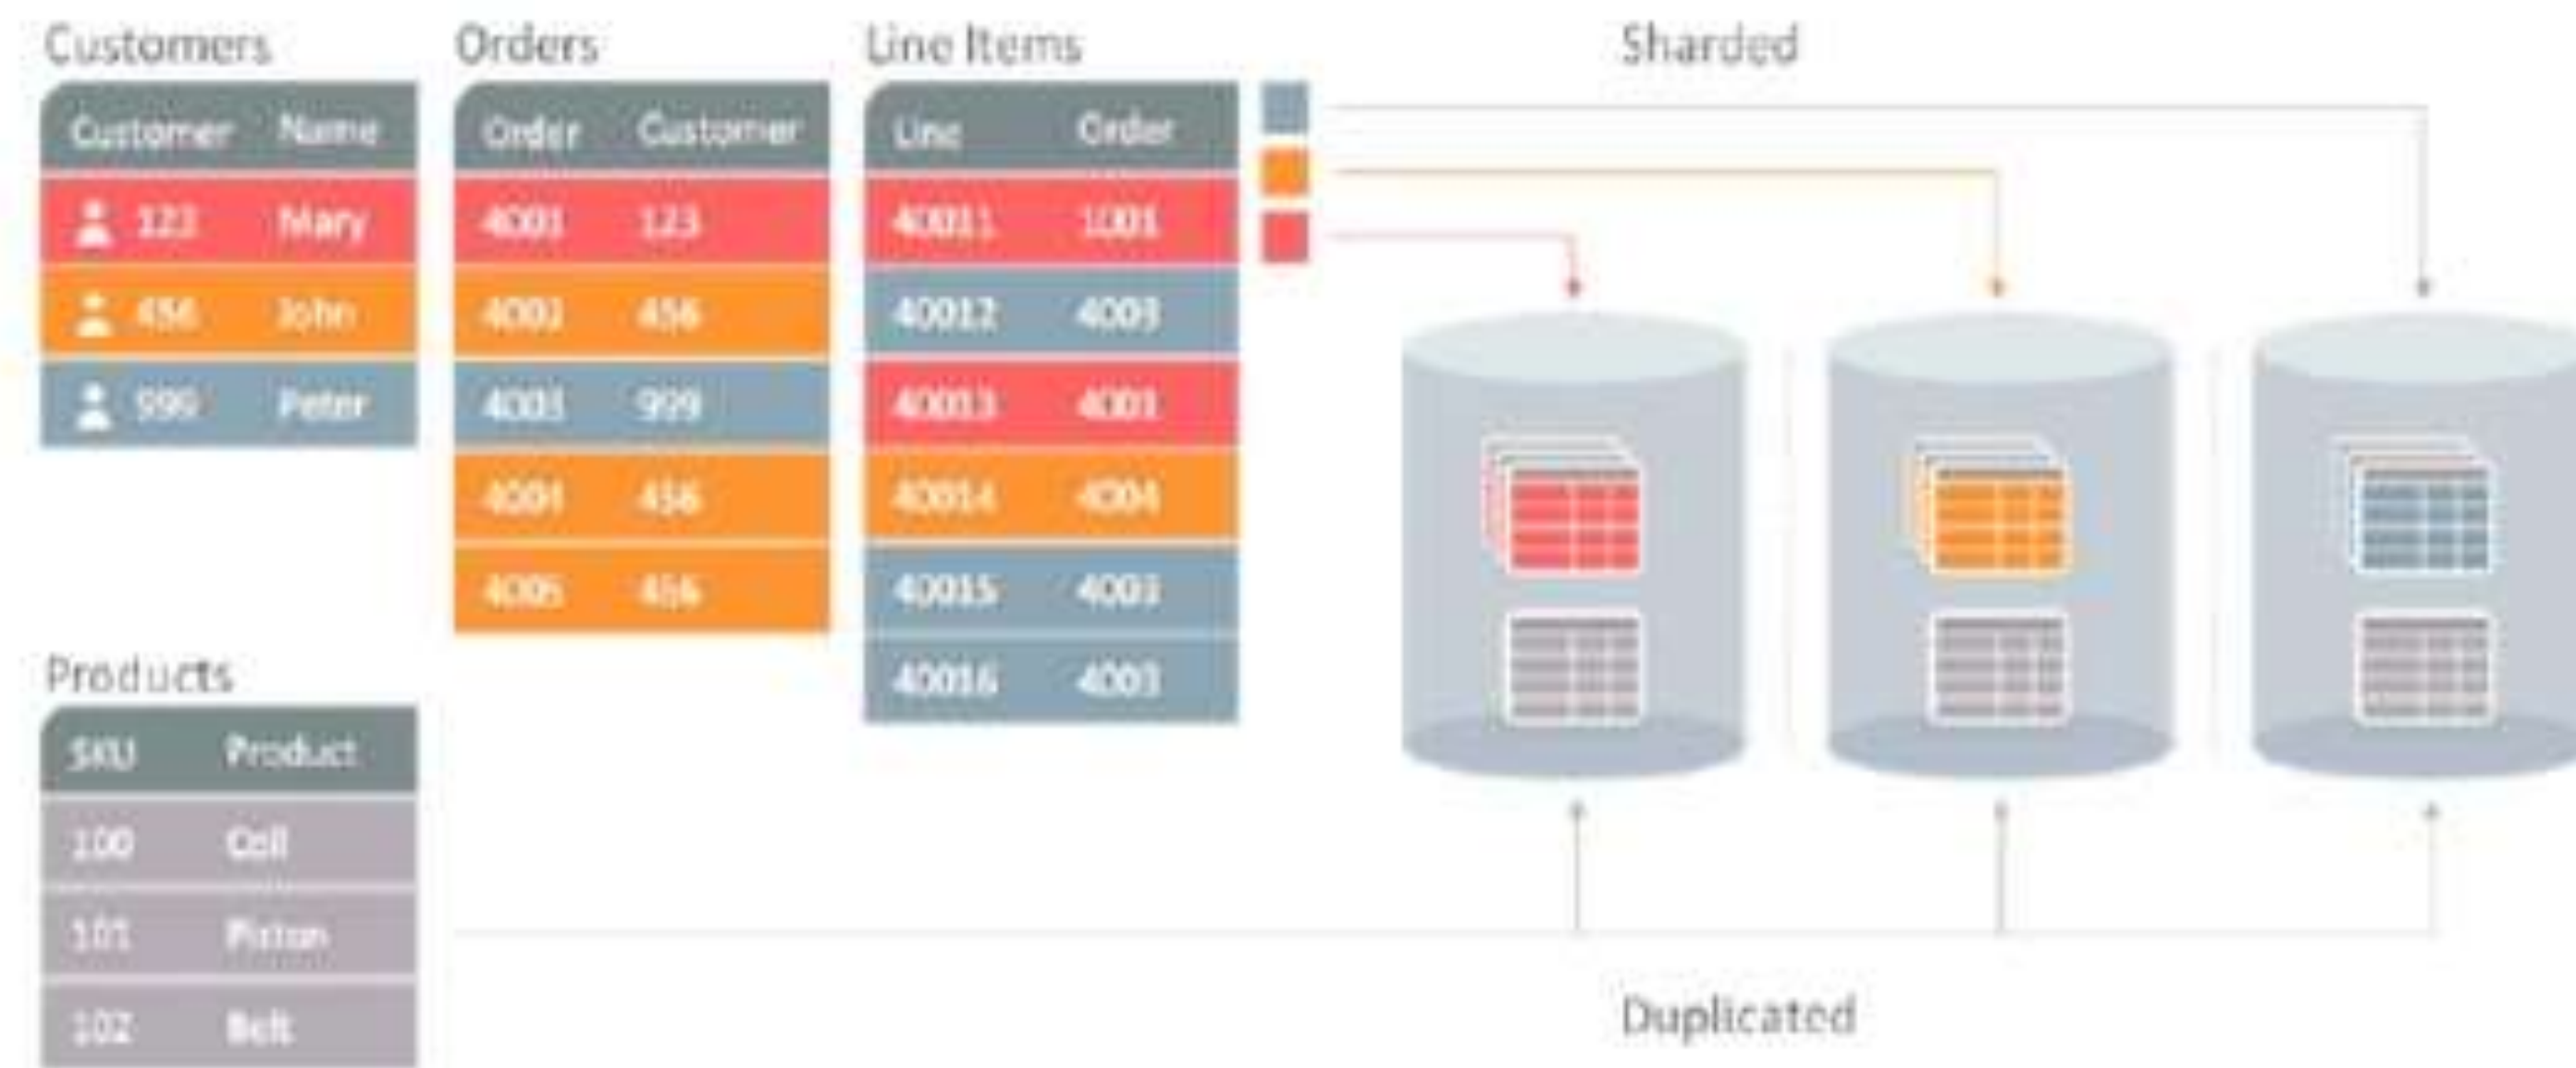 Customers
Customer Name
123 Mary
456 John
999 Peter
Orders
Order Customer
4001 123
4002 456
4003 999
4004 456
4005 456
Line Items
Line Order
40011
40012 4003
40013 4001
40014 4004
40015 4003
40016 4003
Sharded
Products
SKU Product
100
101 Piston
102 Belt
Duplicated